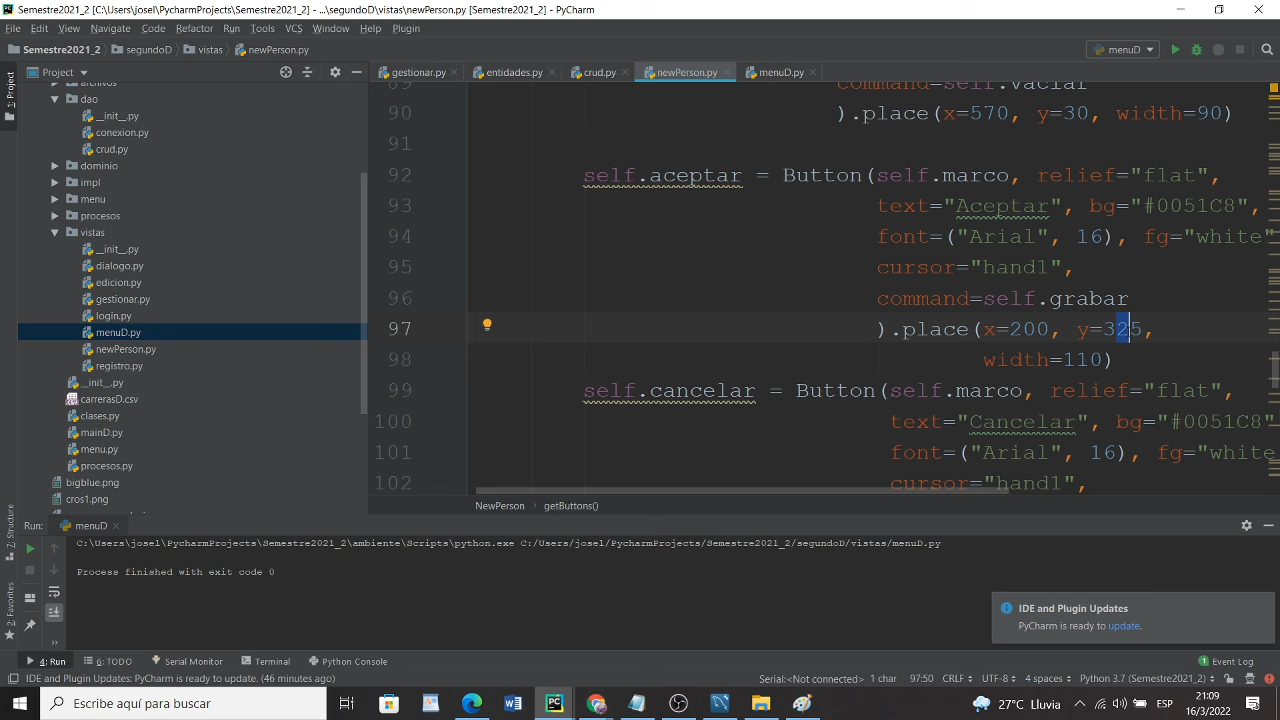 Semestre2021_2 [C:\Users\josel\PycharmProjects\Semestre2021_2] - ...\segundoD\vistas\newPerson.py [Semestre2021_2] - PyCharm
File Edit View Navigate Code Refactor Run Tools VCS Window Help Plugin
Semestre2021_2 segundoD vistas newPerson.py menuD
Project gestionar.py entidades.py crud.py newPerson.py menuD.py
1: Project
archivos
dao
__init__.py
conexion.py
crud.py
dominio
impl
menu
procesos
vistas
__init__.py
dialogo.py
edicion.py
gestionar.py
login.py
menuD.py
newPerson.py
registro.py
__init__.py
carrerasD.csv
clases.py
mainD.py
menu.py
procesos.py
bigblue.png
cros1.png
89 command=self.vaciar
90 ).place(x=570, y=30, width=90)
91
92 self.aceptar = Button(self.marco, relief="flat",
93 text="Aceptar", bg="#0051C8",
94 font=("Arial", 16), fg="white"
95 cursor="hand1",
96 command=self.grabar
97 ).place(x=200, y=325,
98 width=110)
99 self.cancelar = Button(self.marco, relief="flat",
100 text="Cancelar", bg="#0051C8"
101 font=("Arial", 16), fg="white
102 cursor="hand1",
NewPerson getButtons()
7: Structure
2: Favorites
Run: menuD
C:\Users\josel\PycharmProjects\Semestre2021_2\ambiente\Scripts\python.exe C:/Users/josel/PycharmProjects/Semestre2021_2/segundoD/vistas/menuD.py
Process finished with exit code 0
IDE and Plugin Updates
PyCharm is ready to update.
4: Run 6: TODO Serial Monitor Terminal Python Console 1 Event Log
IDE and Plugin Updates: PyCharm is ready to update. (46 minutes ago) Serial:<Not connected> 1 char 97:50 CRLF UTF-8 4 spaces Python 3.7 (Semestre2021_2)
Escribe aquí para buscar
27°C Lluvia
ESP
21:09
16/3/2022